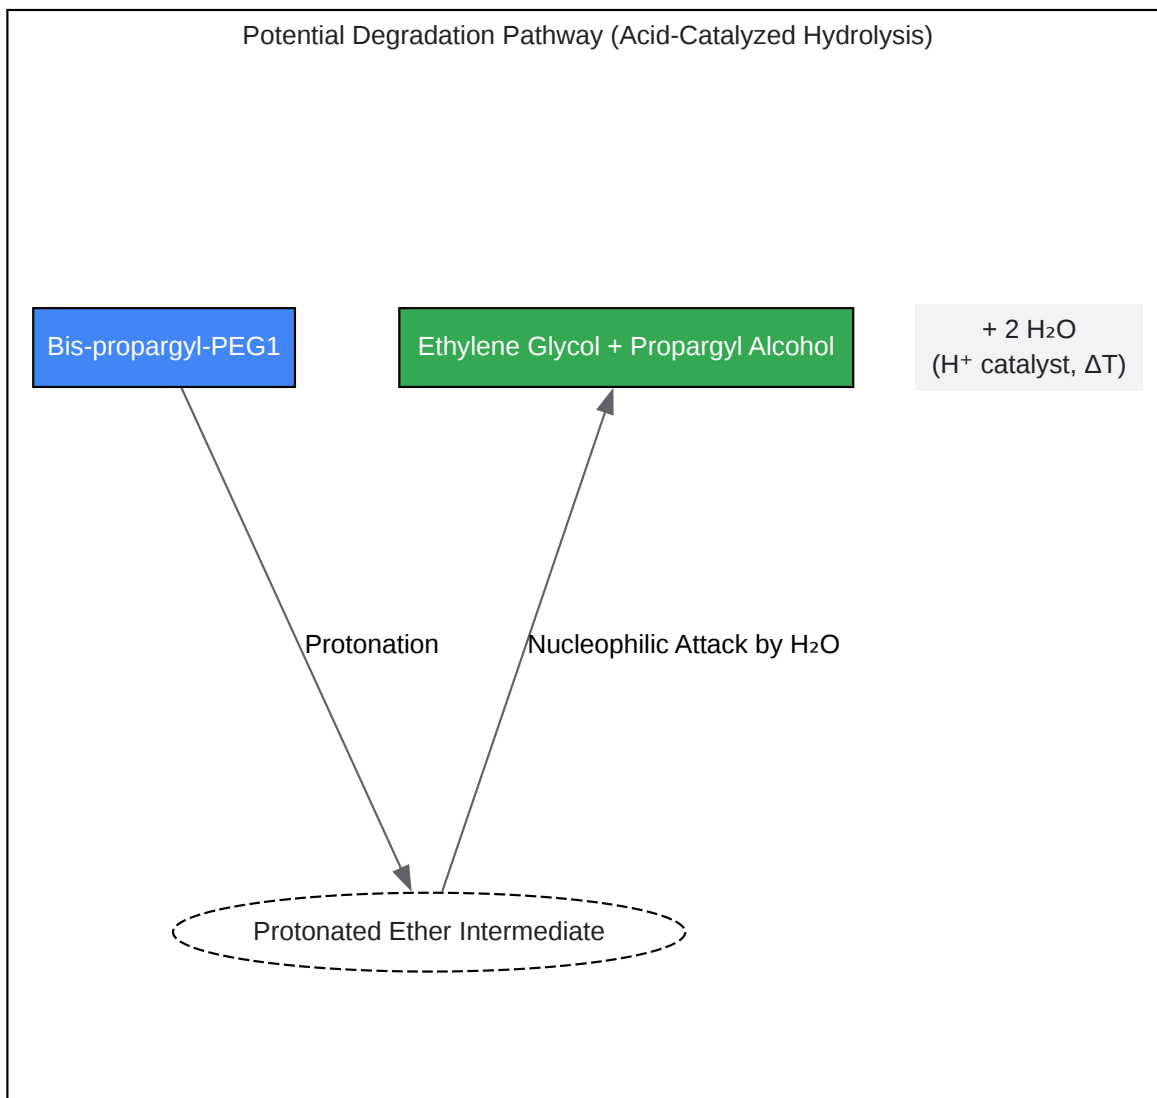 Potential Degradation Pathway (Acid-Catalyzed Hydrolysis)
Bis-propargyl-PEG1
Ethylene Glycol + Propargyl Alcohol
+ 2 H₂O
(H⁺ catalyst, ΔT)
Protonation
Nucleophilic Attack by H₂O
Protonated Ether Intermediate